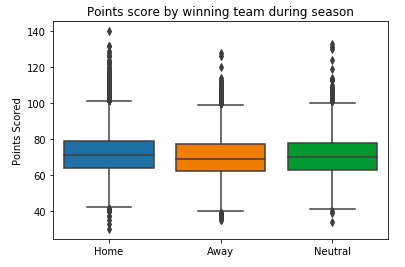 Points score by winning team during season
Points Scored
140
120
100
80
60
40
Home
Away
Neutral